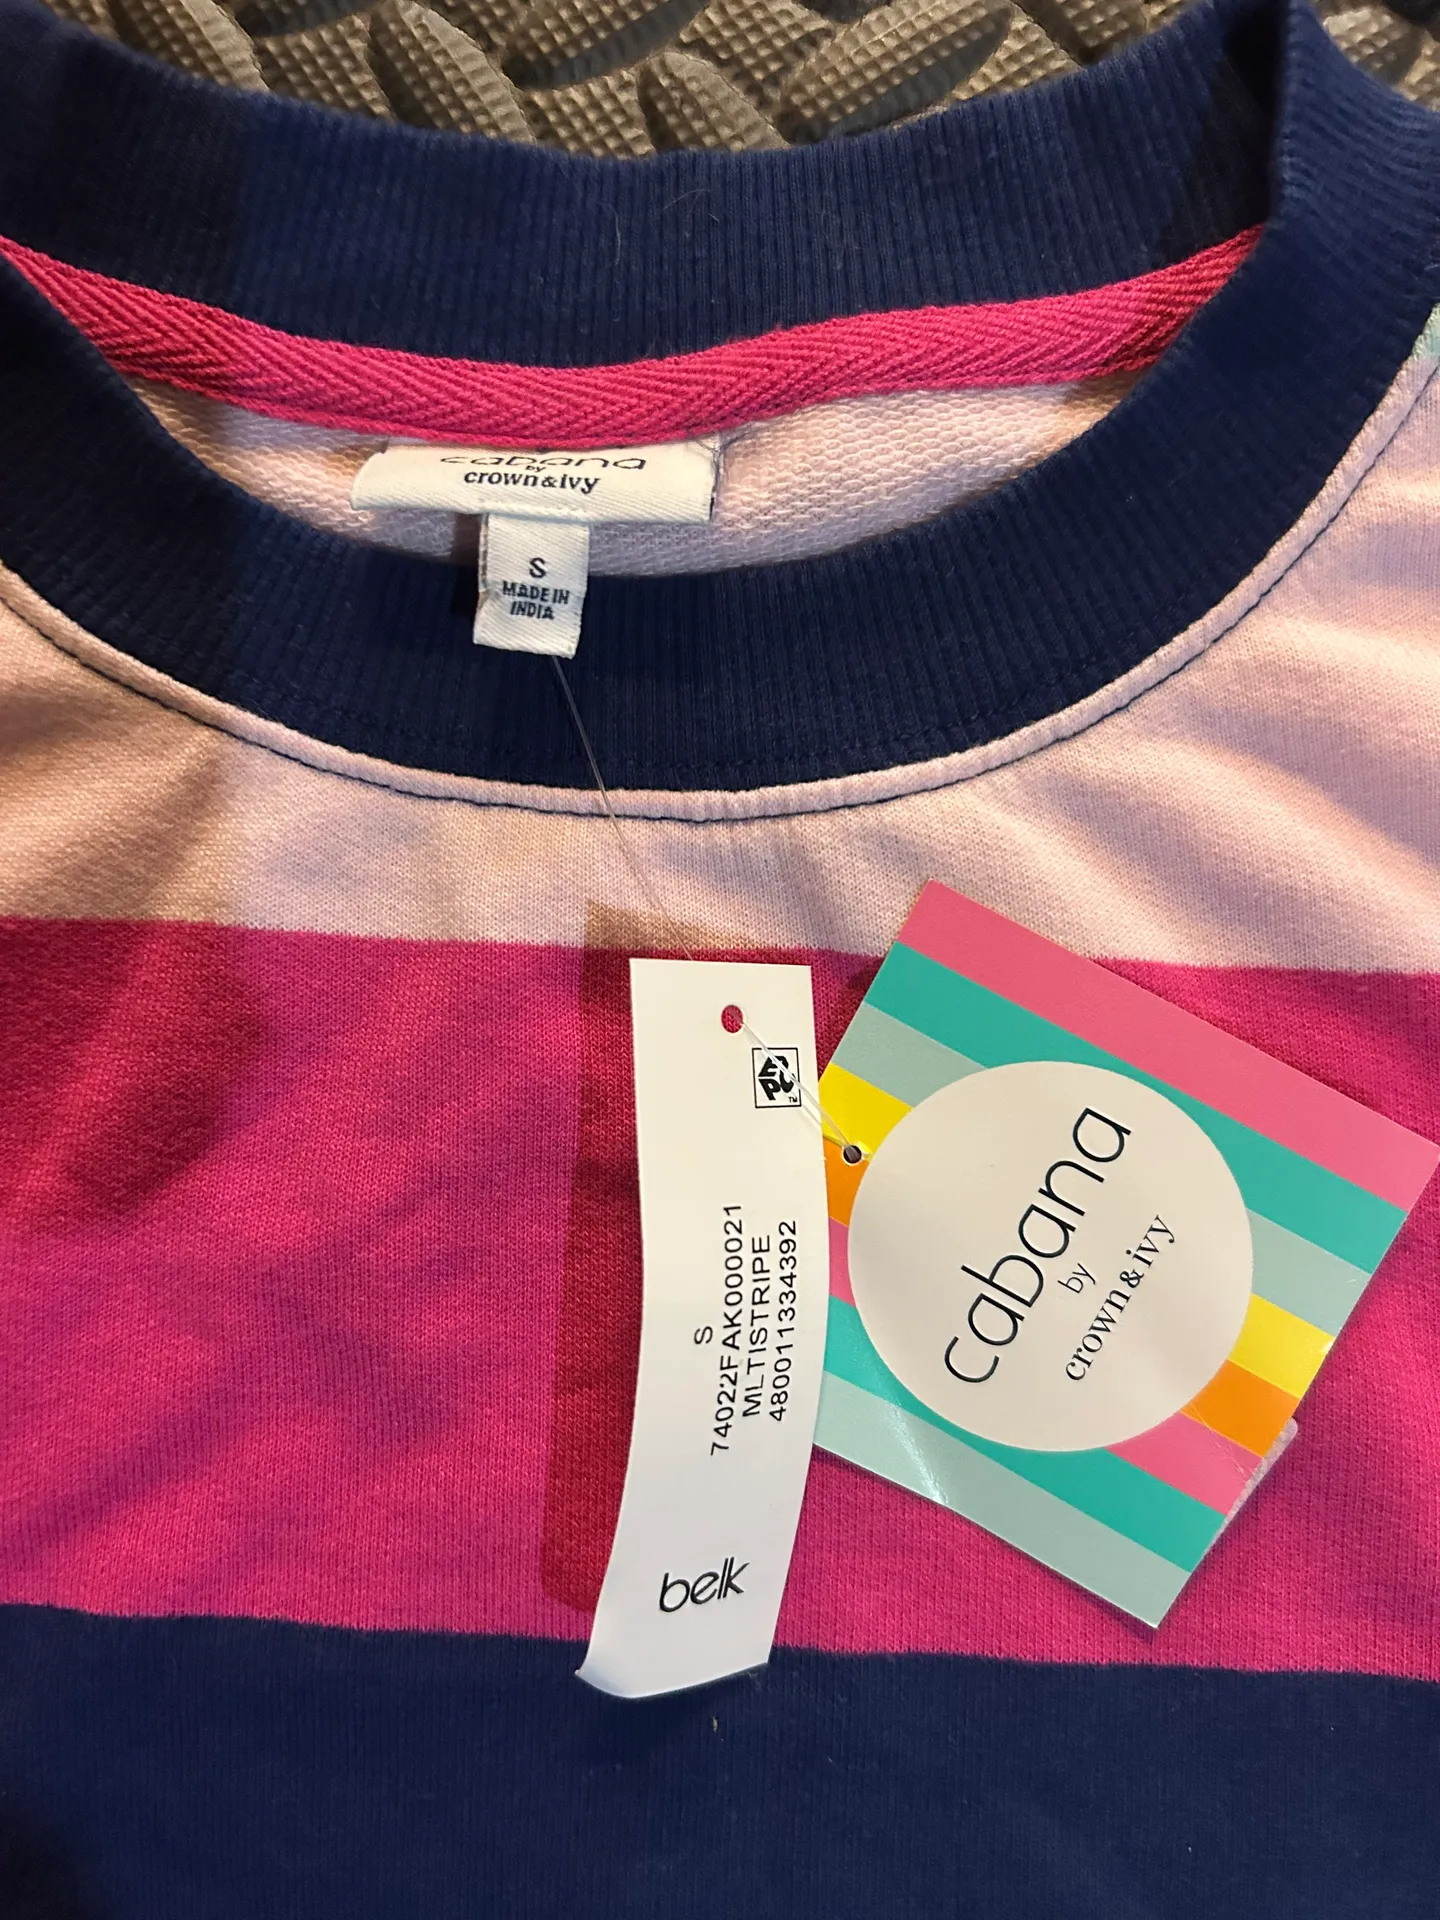 cabana
by
crown&ivy
S
MADE IN
INDIA
S
74022FAK000021
MLTISTRIPE
480011334392
belk
cabana
by
crown&ivy